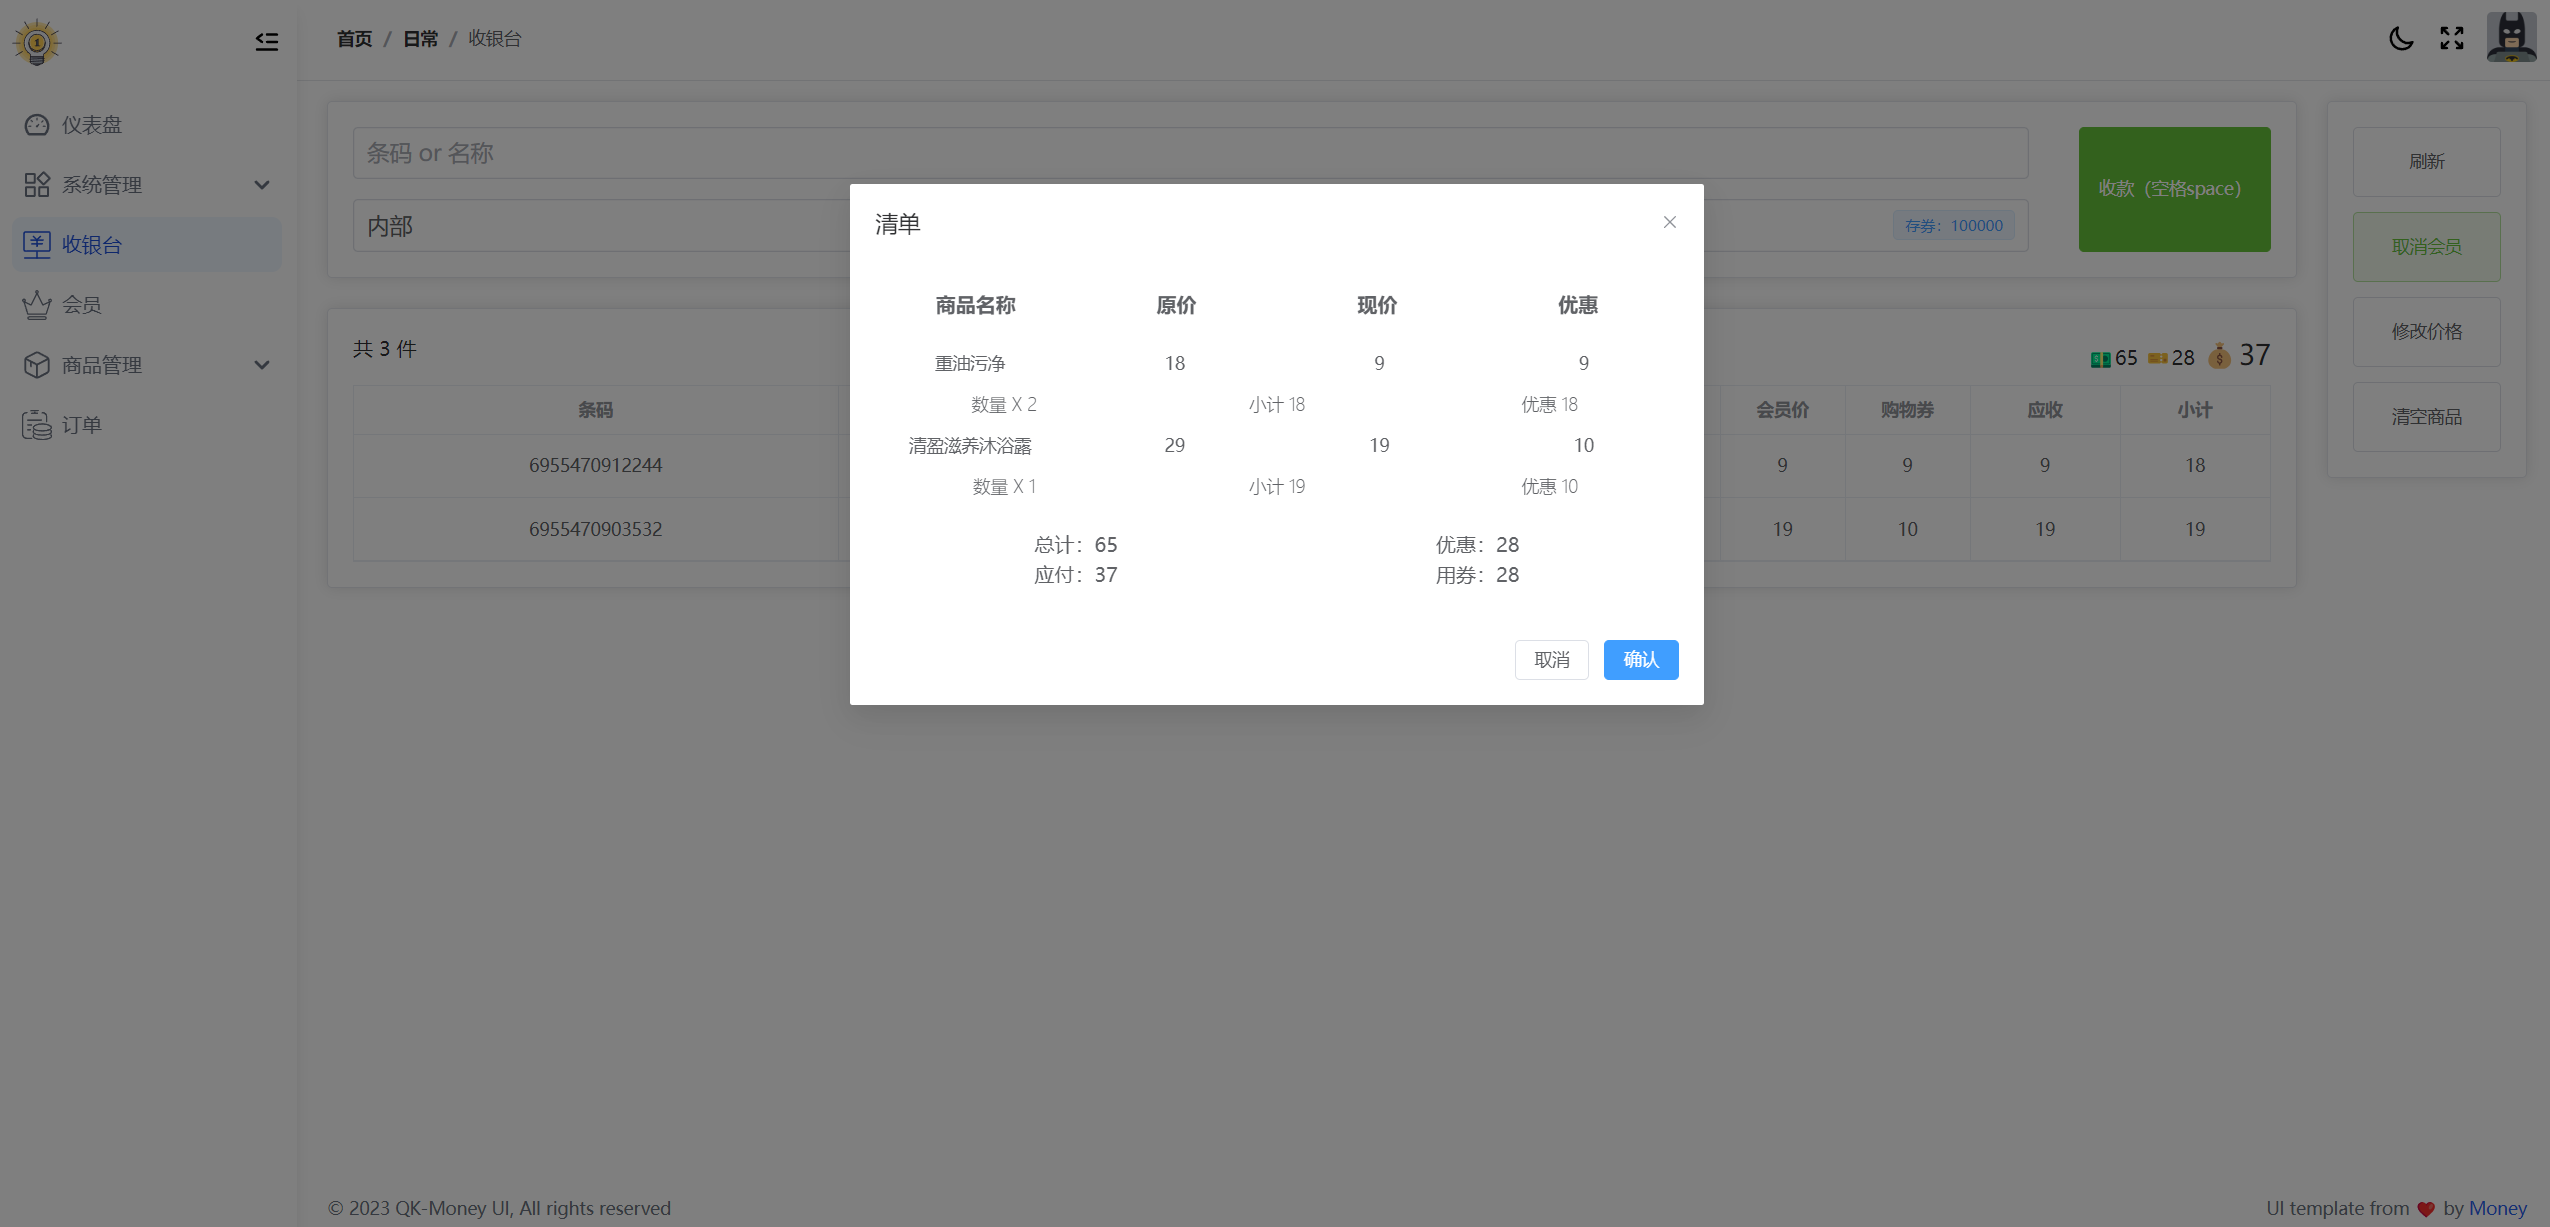 首页 / 日常 / 收银台
仪表盘
系统管理
收银台
会员
商品管理
订单
条码 or 名称
内部
存券：100000
收款（空格space）
刷新
取消会员
修改价格
清空商品
共 3 件
65 28 37
条码 会员价 购物券 应收 小计
6955470912244 9 9 9 18
6955470903532 19 10 19 19
清单
商品名称 原价 现价 优惠
重油污净 18 9 9
数量 X 2 小计 18 优惠 18
清盈滋养沐浴露 29 19 10
数量 X 1 小计 19 优惠 10
总计：65 优惠：28
应付：37 用券：28
取消 确认
© 2023 QK-Money UI, All rights reserved
UI template from ❤ by Money